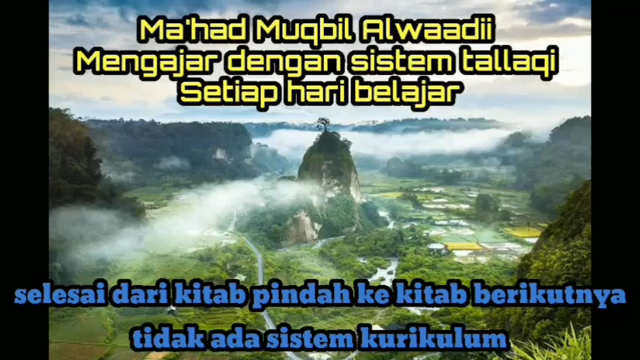 Ma'had Muqbil Alwaadii
Mengajar dengan sistem tallaqi
Setiap hari belajar
selesai dari kitab pindah ke kitab berikutnya
tidak ada sistem kurikulum